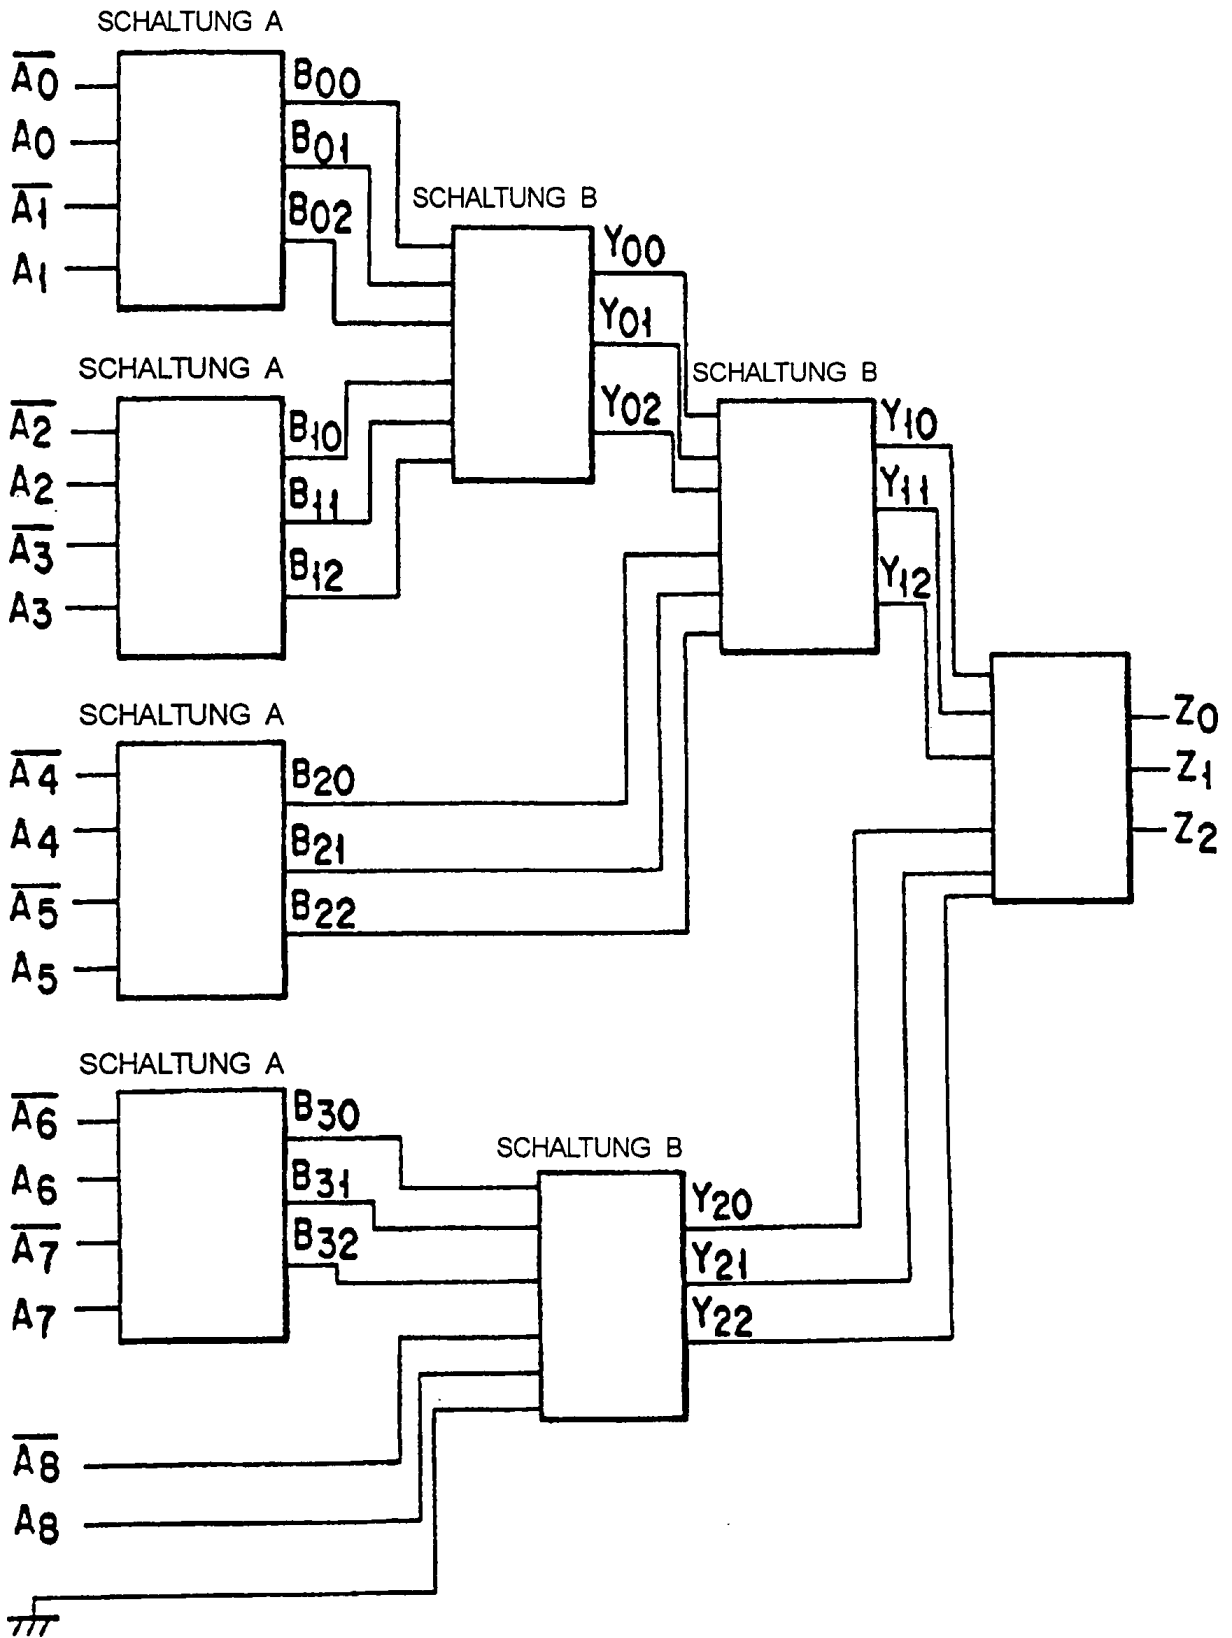 SCHALTUNG A
A0
A0
A1
A1
B00
B01
B02
SCHALTUNG B
Y00
Y01
Y02
SCHALTUNG A
A2
A2
A3
A3
B10
B11
B12
SCHALTUNG B
Y10
Y11
Y12
SCHALTUNG A
A4
A4
A5
A5
B20
B21
B22
Z0
Z1
Z2
SCHALTUNG A
A6
A6
A7
A7
B30
B31
B32
SCHALTUNG B
Y20
Y21
Y22
A8
A8